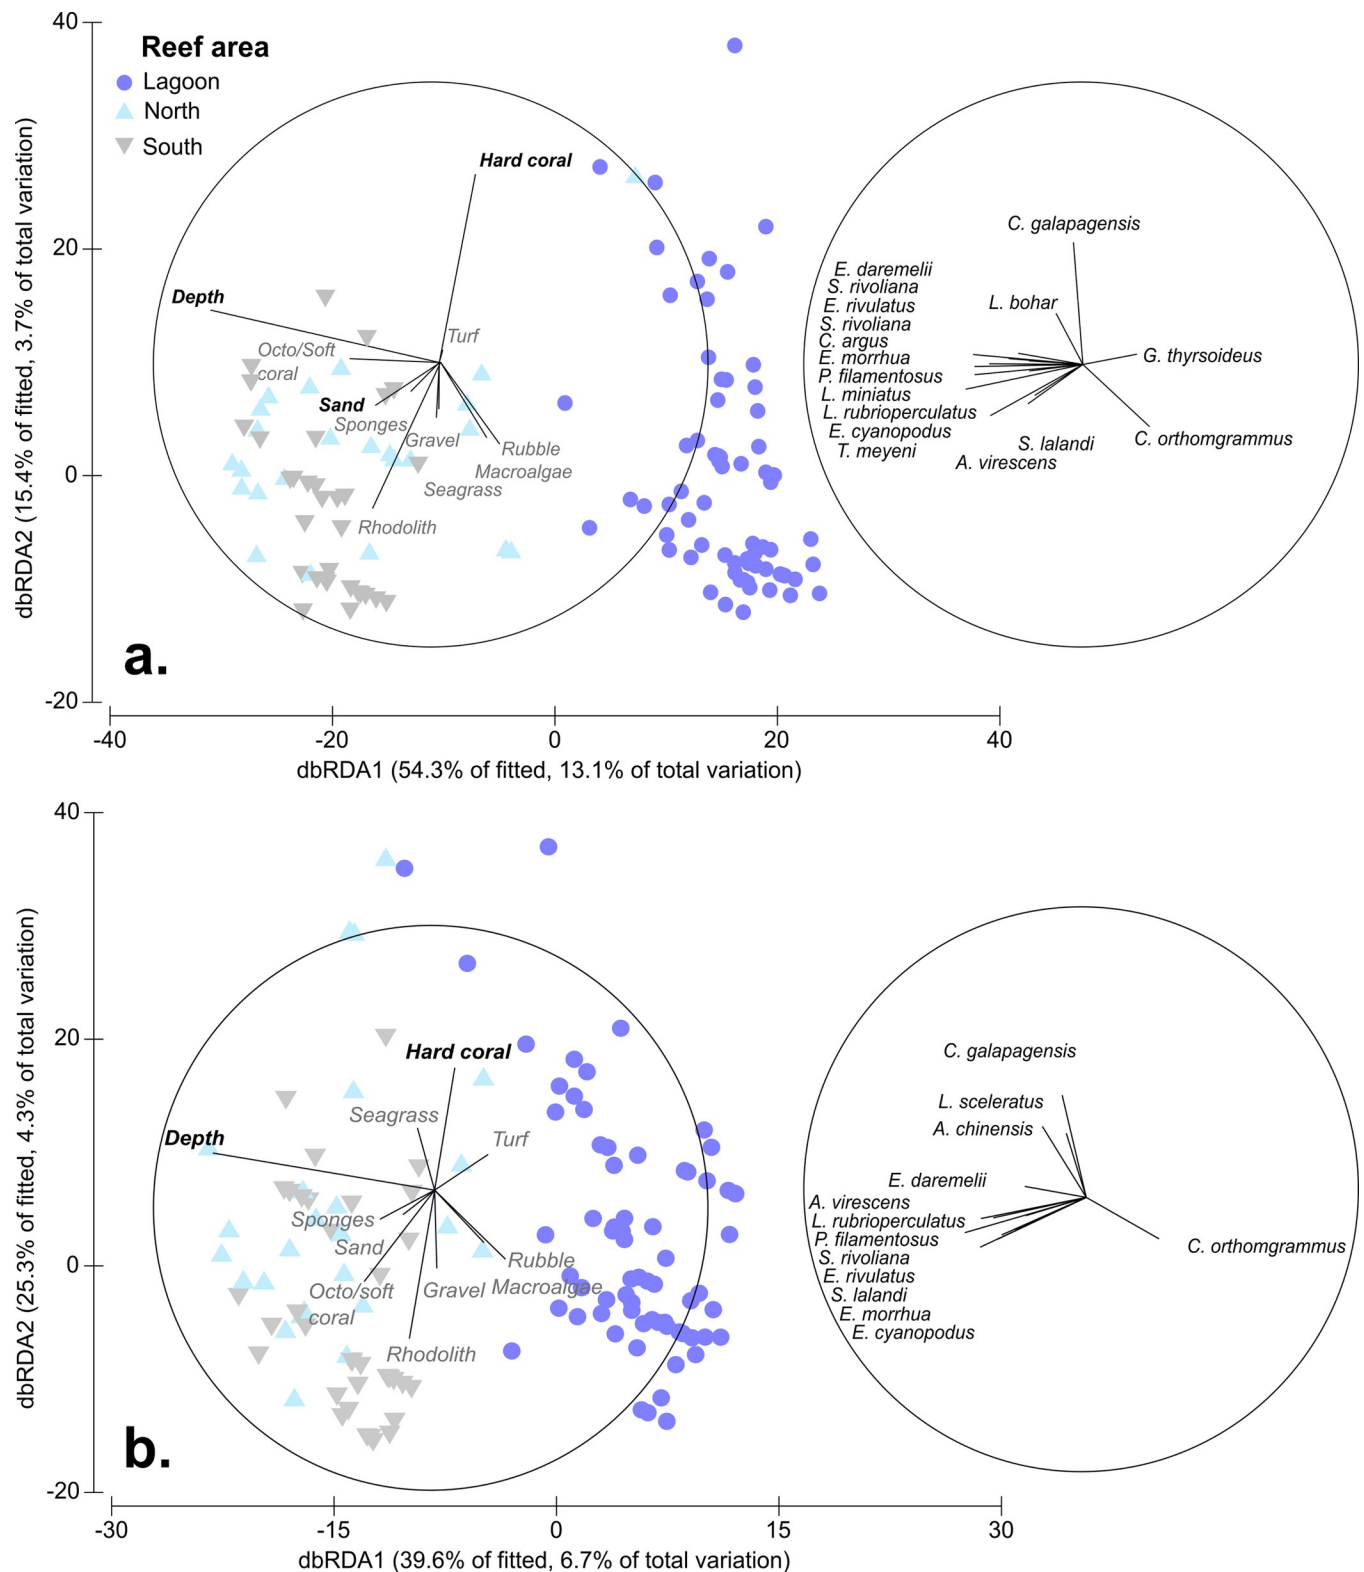 40
Reef area
Lagoon
North
South
Hard coral
C. galapagensis
E. daremelii
S. rivoliana
E. rivulatus
S. rivoliana
C. argus
E. morrhua
P. filamentosus
L. miniatus
L. rubrioperculatus
E. cyanopodus
T. meyeni
L. bohar
G. thyrsoideus
C. orthomgrammus
S. lalandi
A. virescens
20
Depth
Turf
Octo/Soft
coral
Sand
Sponges
Gravel
Rubble
Macroalgae
Seagrass
Rhodolith
0
dbRDA2 (15.4% of fitted, 3.7% of total variation)
a.
-20
-40
-20
0
20
40
dbRDA1 (54.3% of fitted, 13.1% of total variation)
40
20
Hard coral
Seagrass
Turf
Depth
Sponges
Sand
Octo/soft
coral
Gravel
Rubble
Macroalgae
Rhodolith
C. galapagensis
L. sceleratus
A. chinensis
E. daremelii
A. virescens
L. rubrioperculatus
P. filamentosus
S. rivoliana
E. rivulatus
S. lalandi
E. morrhua
E. cyanopodus
C. orthomgrammus
0
dbRDA2 (25.3% of fitted, 4.3% of total variation)
b.
-20
-30
-15
0
15
30
dbRDA1 (39.6% of fitted, 6.7% of total variation)